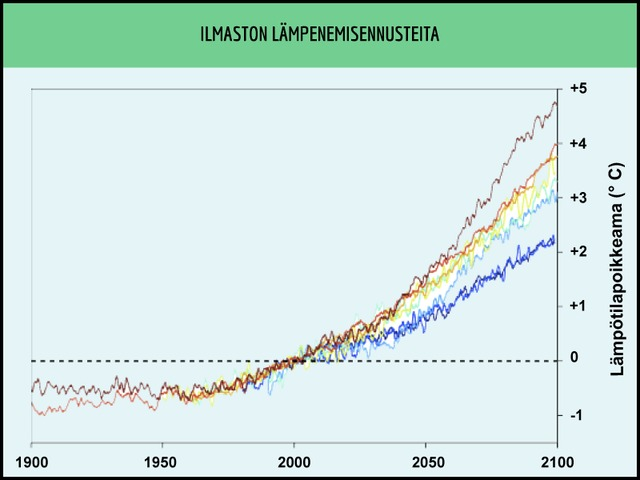 ILMASTON LÄMPENEMISENNUSTEITA
+5
+4
+3
+2
+1
0
-1
Lämpötilapoikkeama (° C)
1900 1950 2000 2050 2100